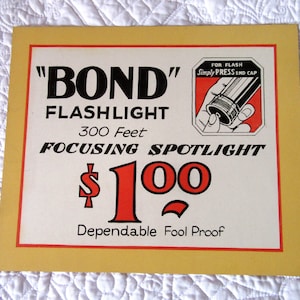 FOR FLASH
Simply PRESS END CAP
"BOND"
FLASHLIGHT
300 Feet
FOCUSING SPOTLIGHT
$1.00
Dependable Fool Proof